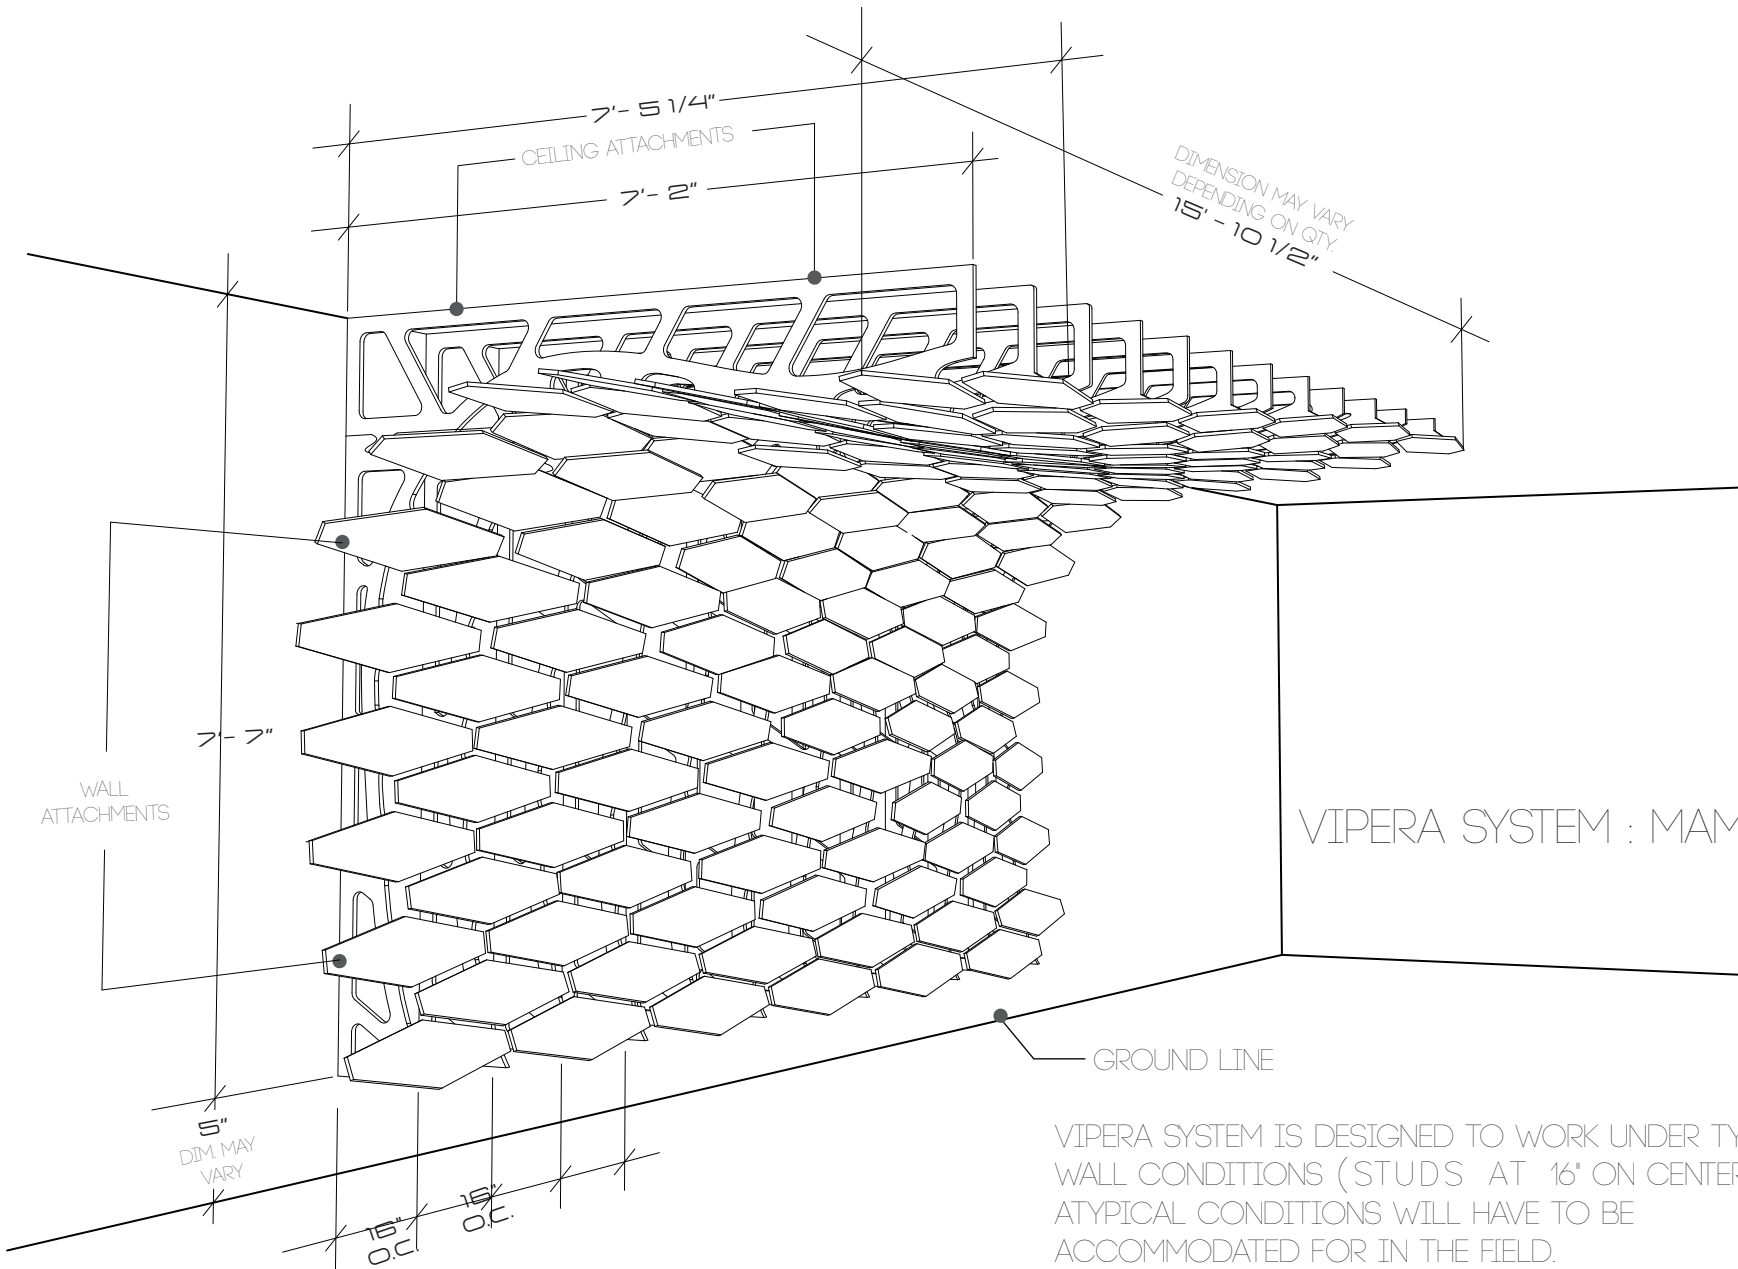 7'- 5 1/4"
CEILING ATTACHMENTS
7'- 2"
DIMENSION MAY VARY
DEPENDING ON QTY.
15' - 10 1/2"
7'- 7"
WALL
ATTACHMENTS
VIPERA SYSTEM : MAM
GROUND LINE
5"
DIM. MAY
VARY
16"
O.C.
16"
O.C.
VIPERA SYSTEM IS DESIGNED TO WORK UNDER TY
WALL CONDITIONS (STUDS AT 16" ON CENTER
ATYPICAL CONDITIONS WILL HAVE TO BE
ACCOMMODATED FOR IN THE FIELD.